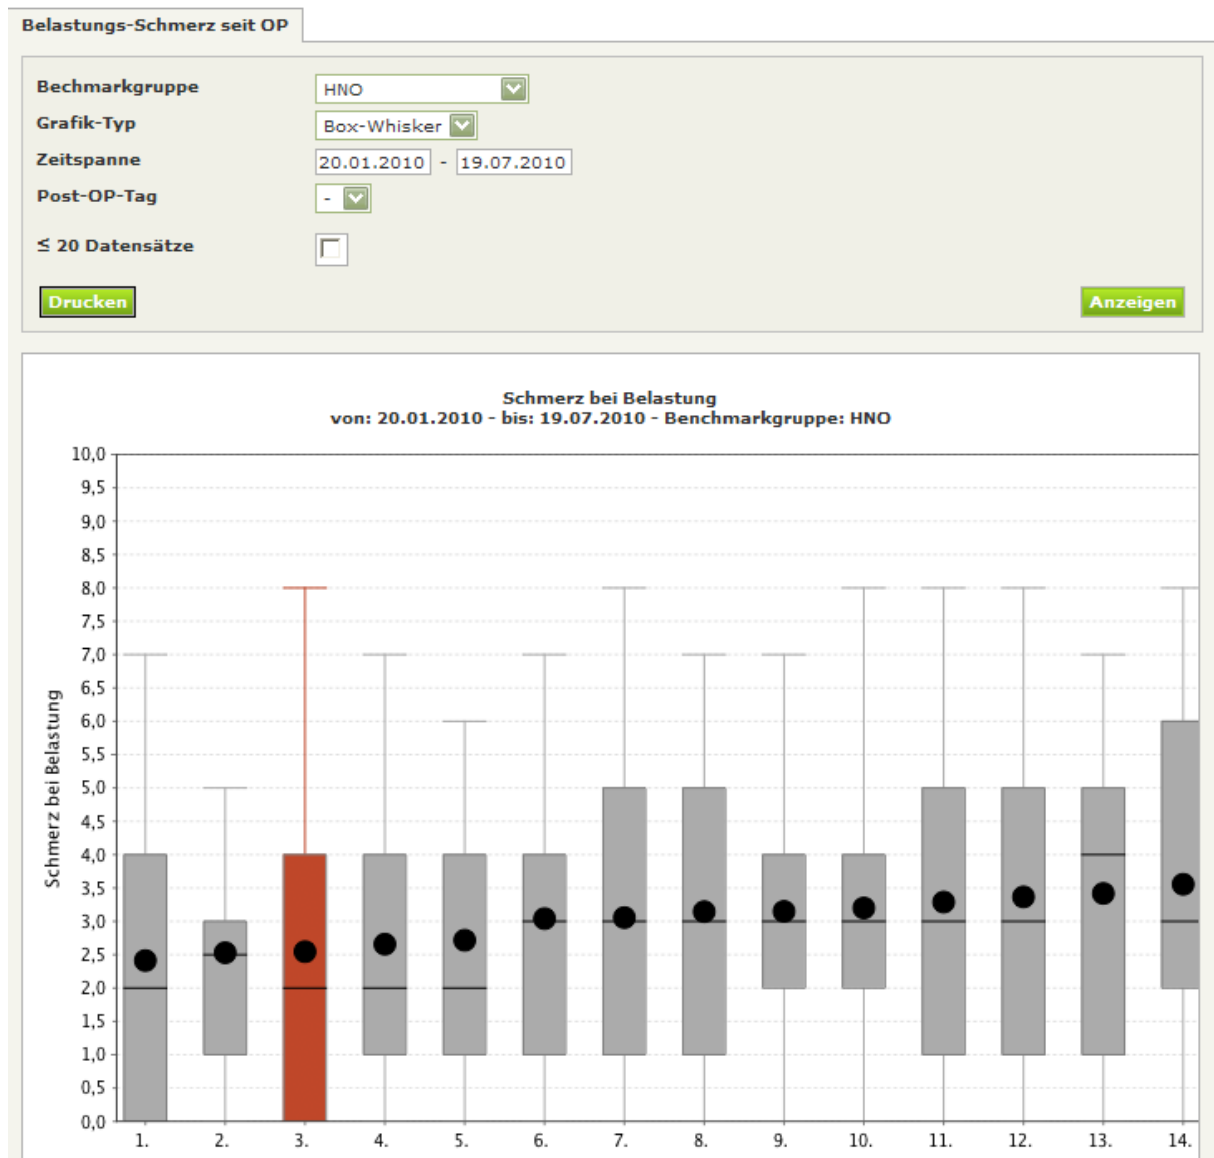 Belastungs-Schmerz seit OP
Bechmarkgruppe HNO
Grafik-Typ Box-Whisker
Zeitspanne 20.01.2010 - 19.07.2010
Post-OP-Tag -
≤ 20 Datensätze
Drucken Anzeigen
Schmerz bei Belastung
von: 20.01.2010 - bis: 19.07.2010 - Benchmarkgruppe: HNO
Schmerz bei Belastung
10,0
9,5
9,0
8,5
8,0
7,5
7,0
6,5
6,0
5,5
5,0
4,5
4,0
3,5
3,0
2,5
2,0
1,5
1,0
0,5
0,0
1. 2. 3. 4. 5. 6. 7. 8. 9. 10. 11. 12. 13. 14.